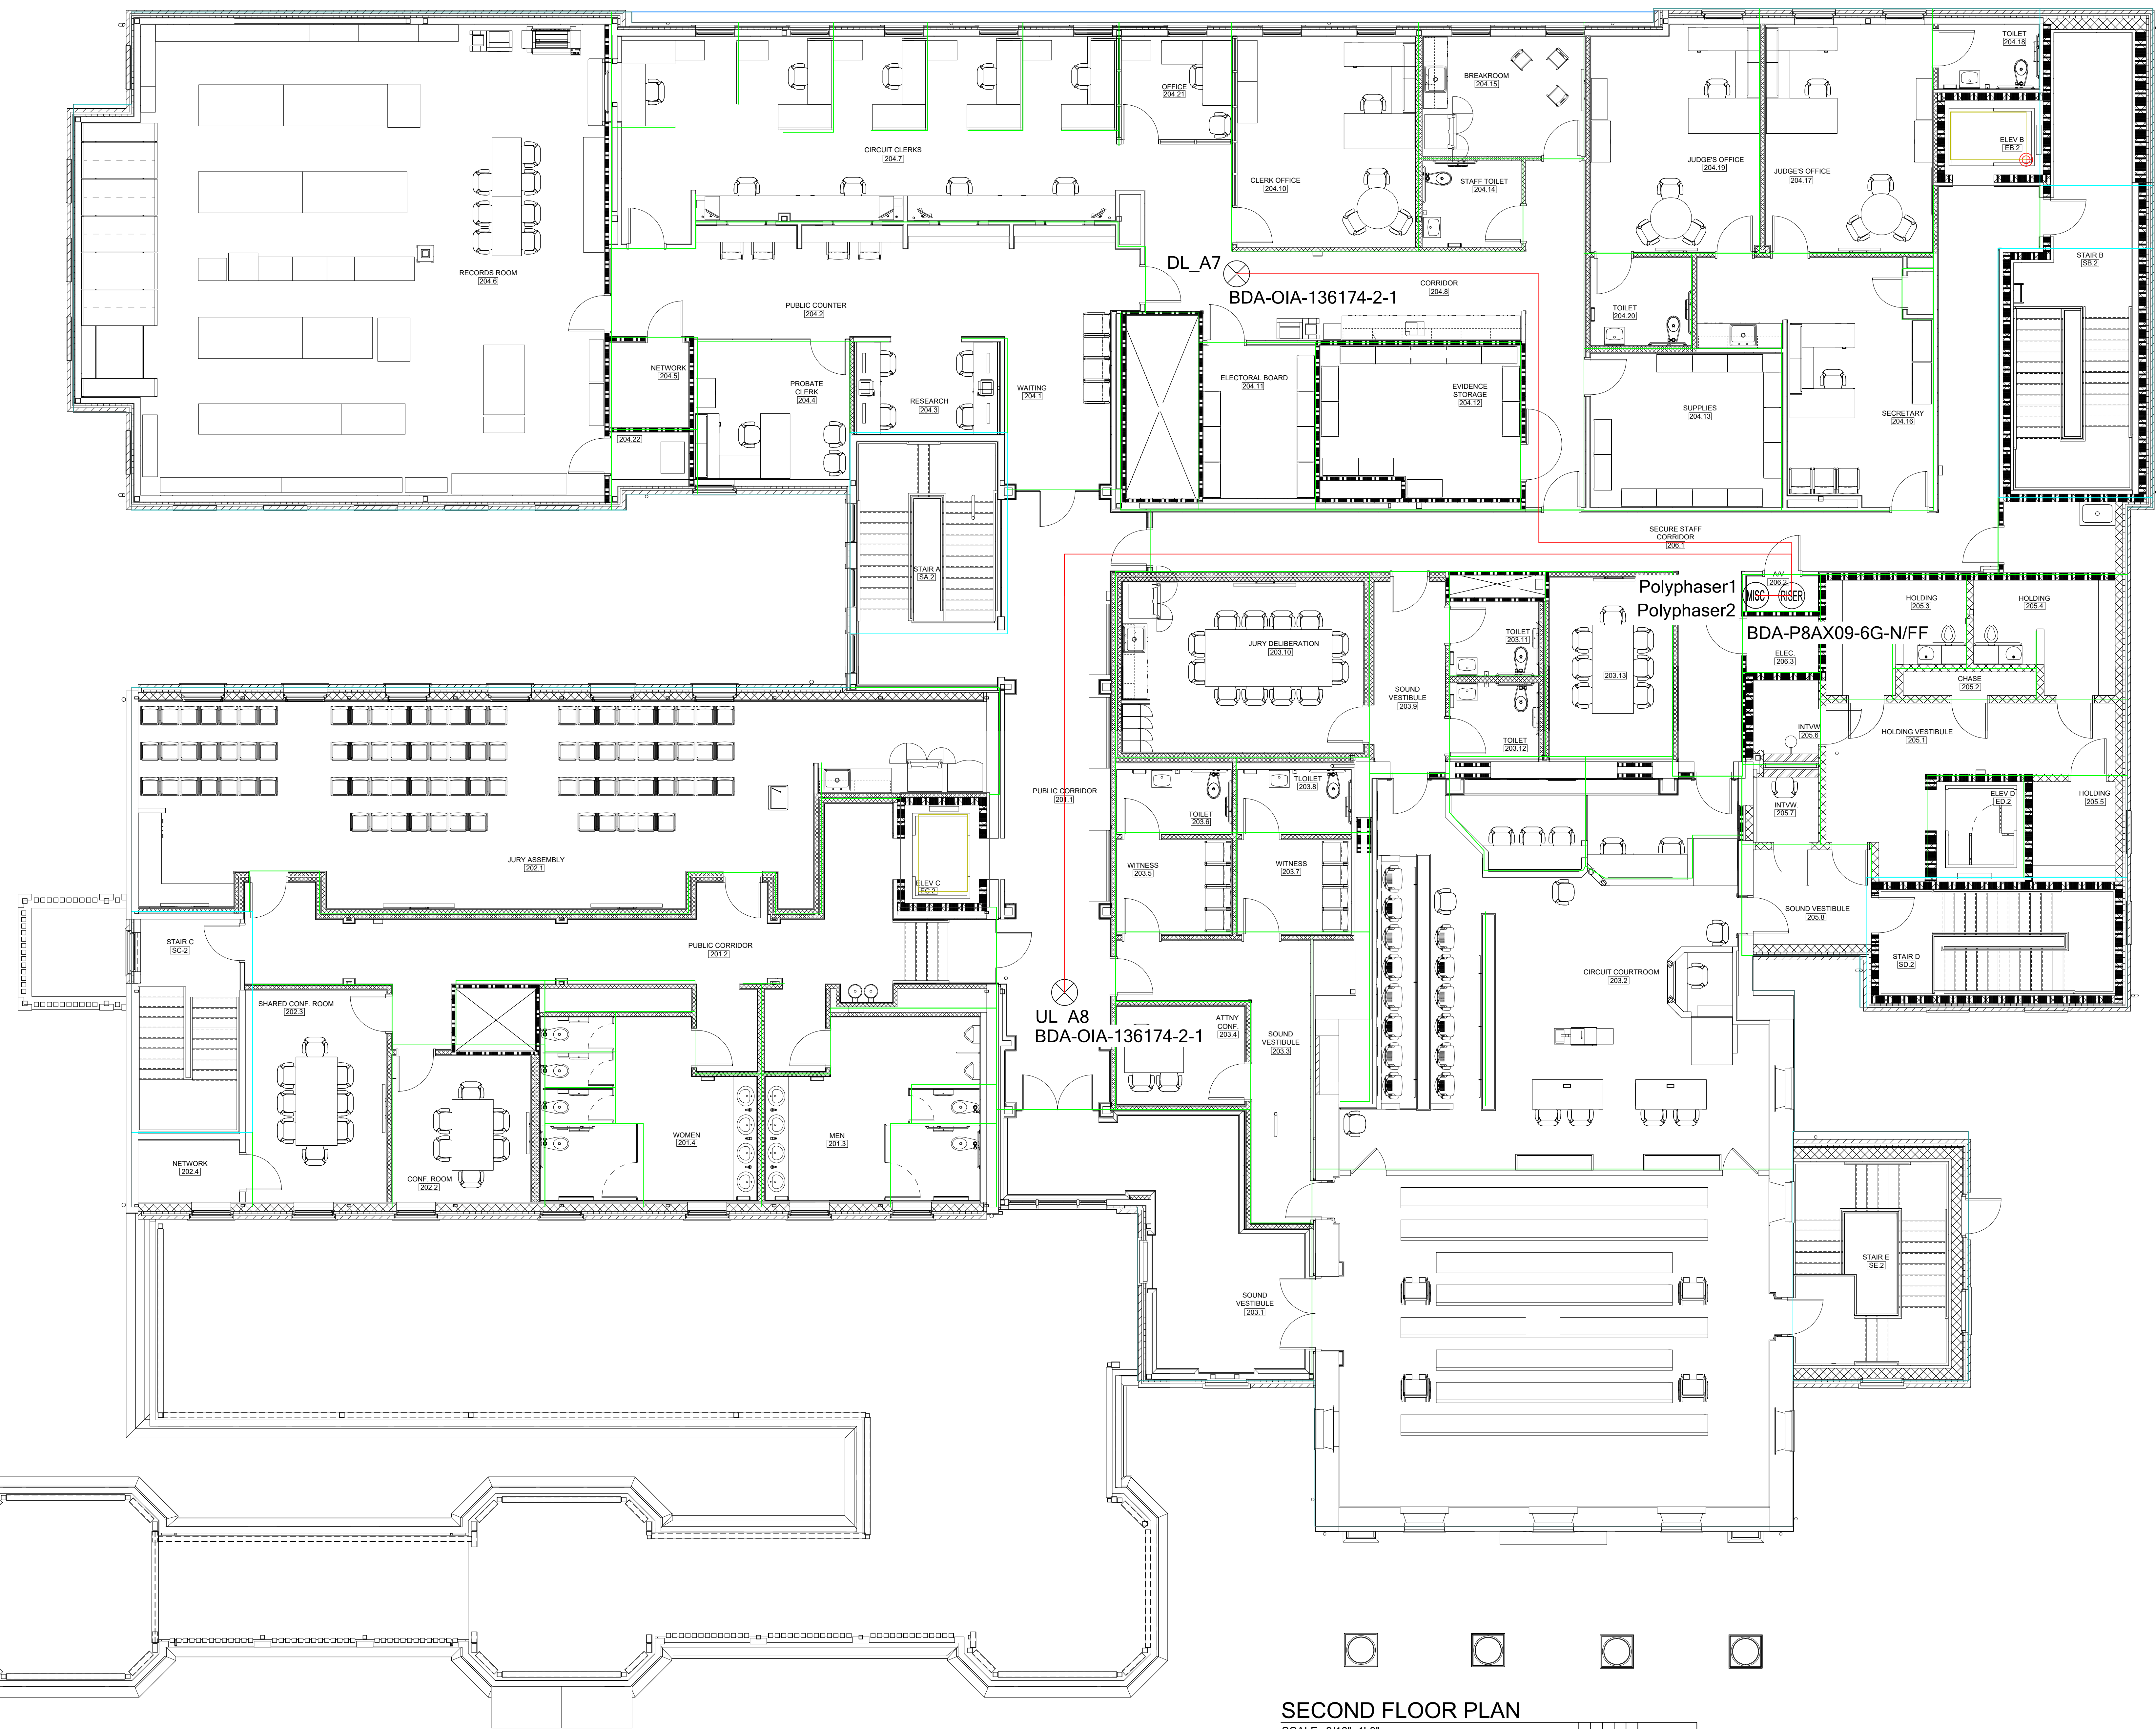 TOILET
204.18
OFFICE
204.21
BREAKROOM
204.15
ELEV B
EB.2
CIRCUIT CLERKS
204.7
JUDGE'S OFFICE
204.19
JUDGE'S OFFICE
204.17
CLERK OFFICE
204.10
STAFF TOILET
204.14
RECORDS ROOM
204.6
DL_A7
BDA-OIA-136174-2-1
CORRIDOR
204.8
STAIR B
SB.2
PUBLIC COUNTER
204.2
TOILET
204.20
NETWORK
204.5
PROBATE
CLERK
204.4
RESEARCH
204.3
WAITING
204.1
ELECTORAL BOARD
204.11
EVIDENCE
STORAGE
204.12
SUPPLIES
204.13
SECRETARY
204.16
204.22
SECURE STAFF
CORRIDOR
206.1
STAIR A
SA.2
Polyphaser1
Polyphaser2
A/V
206.2
MISC
RISER
BDA-P8AX09-6G-N/FF
HOLDING
205.3
HOLDING
205.4
JURY DELIBERATION
203.10
TOILET
203.11
203.13
ELEC.
206.3
CHASE
205.2
SOUND
VESTIBULE
203.9
TOILET
203.12
INTVW.
205.6
HOLDING VESTIBULE
205.1
PUBLIC CORRIDOR
201.1
TOILET
203.6
TLOILET
203.8
INTVW.
205.7
ELEV D
ED.2
HOLDING
205.5
JURY ASSEMBLY
202.1
ELEV C
EC.2
WITNESS
203.5
WITNESS
203.7
SOUND VESTIBULE
205.8
STAIR C
SC-2
PUBLIC CORRIDOR
201.2
STAIR D
SD.2
CIRCUIT COURTROOM
203.2
SHARED CONF. ROOM
202.3
UL_A8
BDA-OIA-136174-2-1
ATTNY.
CONF.
203.4
SOUND
VESTIBULE
203.3
NETWORK
202.4
CONF. ROOM
202.2
WOMEN
201.4
MEN
201.3
STAIR E
SE.2
SOUND
VESTIBULE
203.1
SECOND FLOOR PLAN